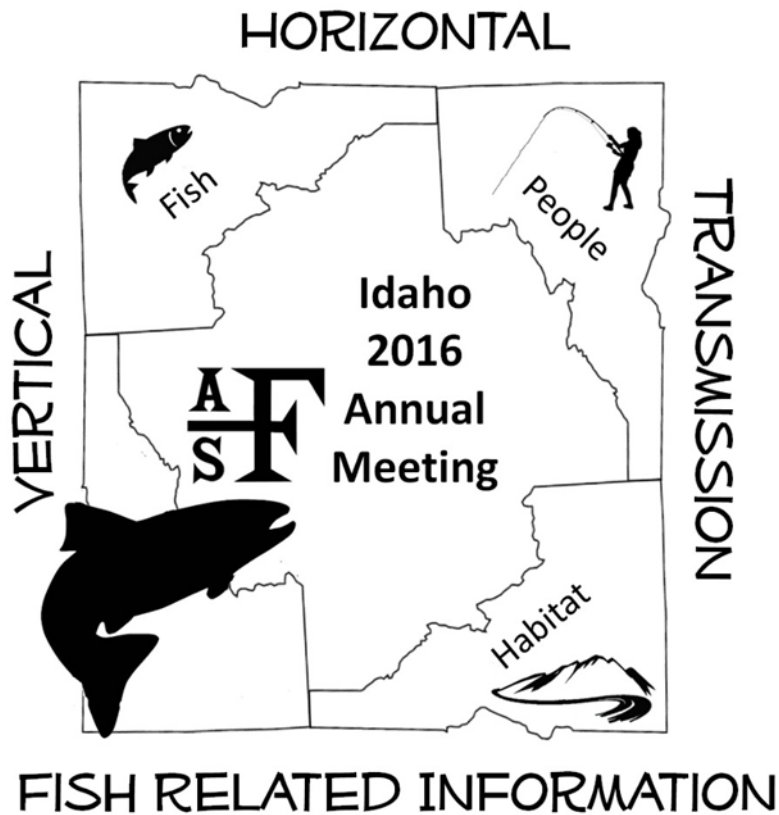 HORIZONTAL
VERTICAL
TRANSMISSION
Fish
People
Idaho
2016
Annual
Meeting
A
F
S
Habitat
FISH RELATED INFORMATION